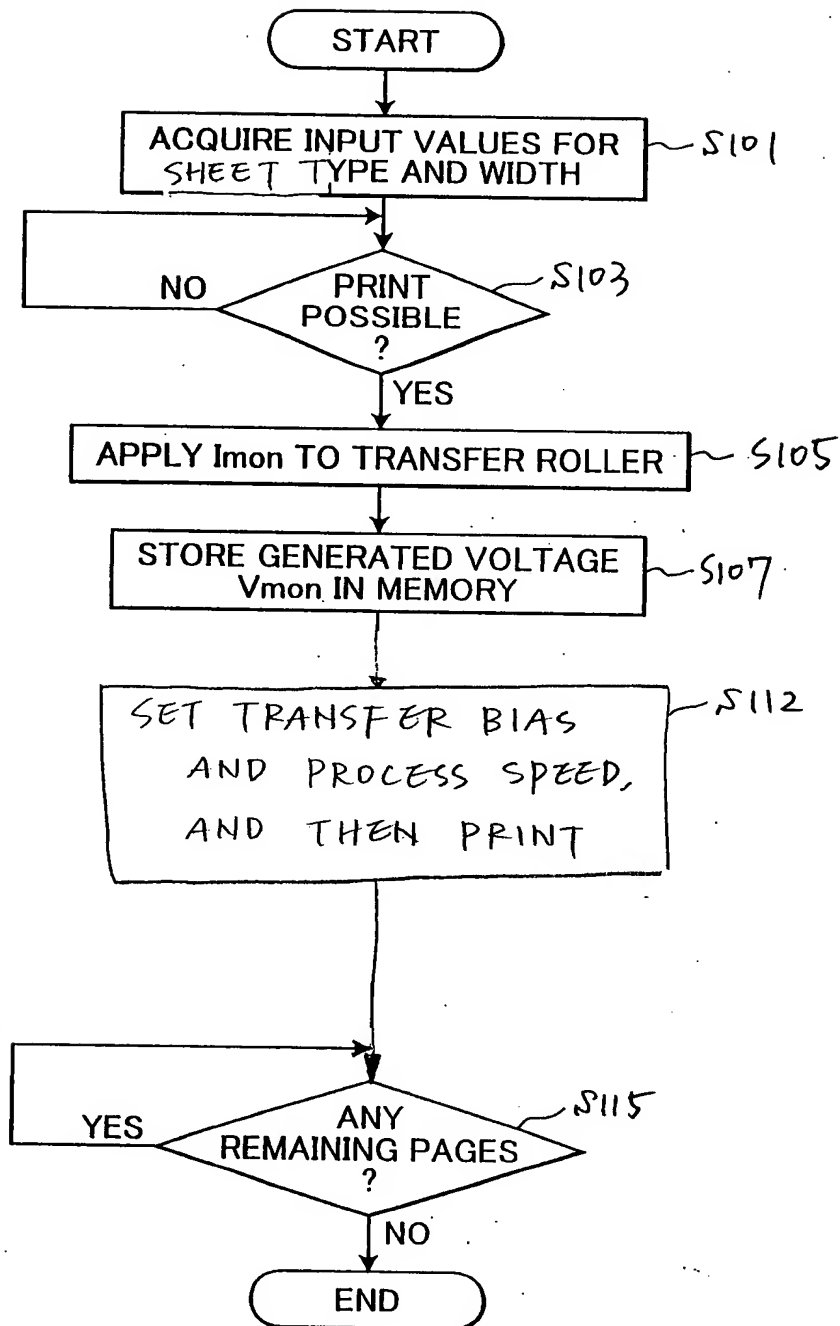 START
ACQUIRE INPUT VALUES FOR
SHEET TYPE AND WIDTH
S101
NO
PRINT
POSSIBLE
?
S103
YES
APPLY Imon TO TRANSFER ROLLER
S105
STORE GENERATED VOLTAGE
Vmon IN MEMORY
S107
SET TRANSFER BIAS
AND PROCESS SPEED,
AND THEN PRINT
S112
YES
ANY
REMAINING PAGES
?
S115
NO
END